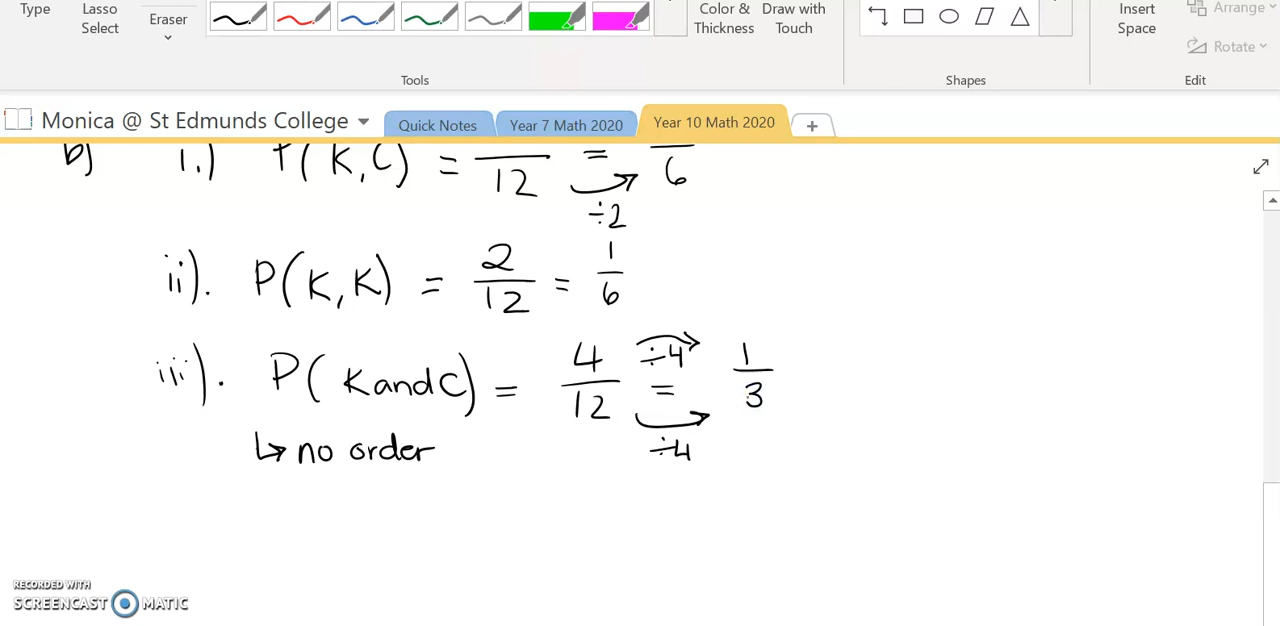 Type
Lasso Select
Eraser
Color & Thickness
Draw with Touch
Insert Space
Arrange
Rotate
Tools
Shapes
Edit
Monica @ St Edmunds College
Quick Notes
Year 7 Math 2020
Year 10 Math 2020
+
b) i.) P(K,C) = /12 = /6
÷2
ii). P(K,K) = 2/12 = 1/6
iii). P( K and C) = 4/12 = 1/3
÷4
÷4
↳ no order
RECORDED WITH
SCREENCAST MATIC